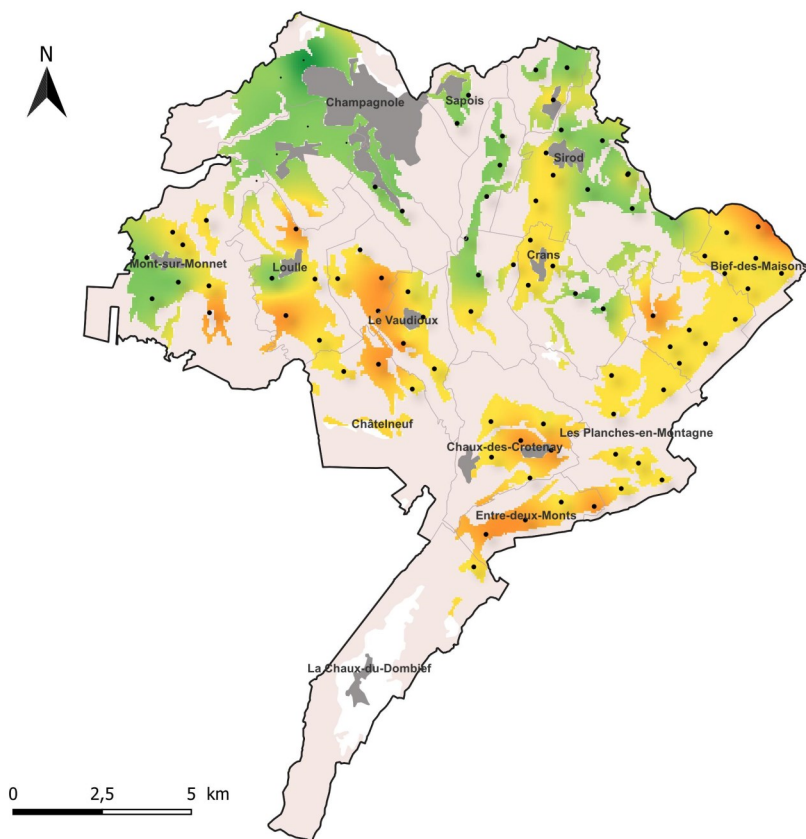 N
Champagnole
Sapois
Sirod
Mont-sur-Monnet
Loulle
Crans
Bief-des-Maisons
Le Vaudioux
Châtelneuf
Les Planches-en-Montagne
Chaux-des-Crotenay
Entre-deux-Monts
La Chaux-du-Dombief
0 2,5 5 km